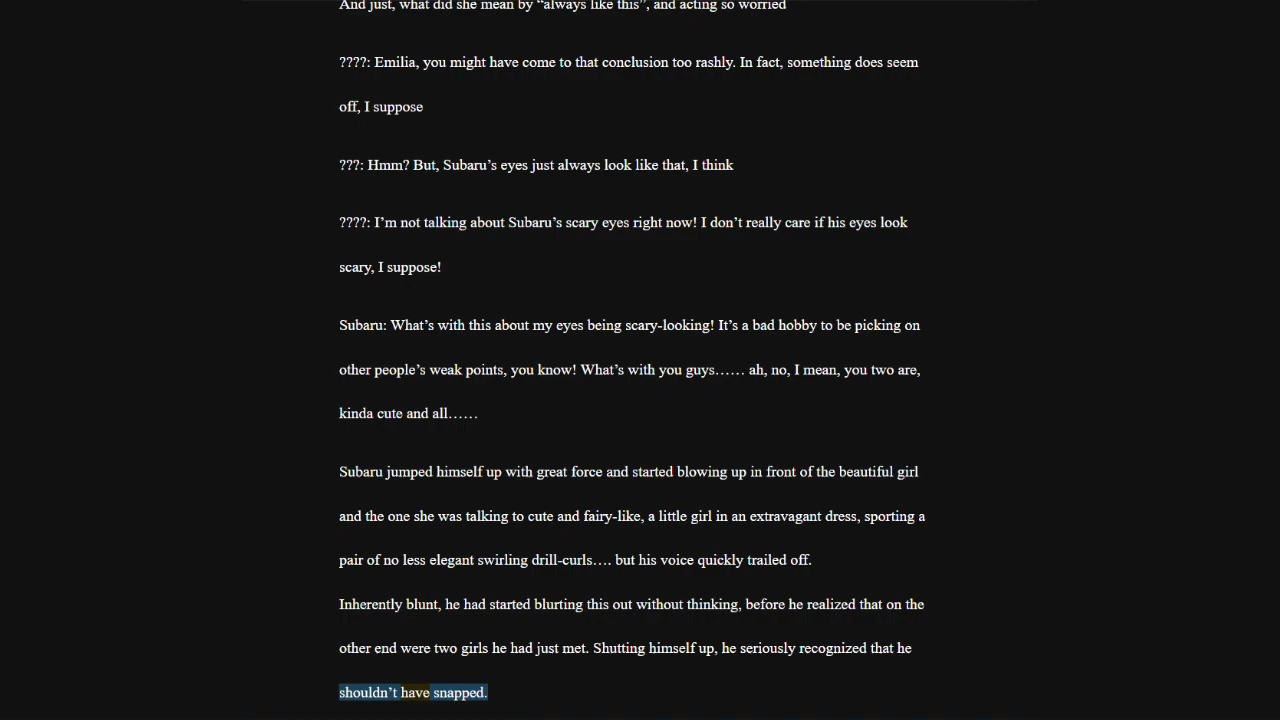 And just, what did she mean by “always like this”, and acting so worried
????: Emilia, you might have come to that conclusion too rashly. In fact, something does seem
off, I suppose
???: Hmm? But, Subaru’s eyes just always look like that, I think
????: I’m not talking about Subaru’s scary eyes right now! I don’t really care if his eyes look
scary, I suppose!
Subaru: What’s with this about my eyes being scary-looking! It’s a bad hobby to be picking on
other people’s weak points, you know! What’s with you guys…… ah, no, I mean, you two are,
kinda cute and all……
Subaru jumped himself up with great force and started blowing up in front of the beautiful girl
and the one she was talking to cute and fairy-like, a little girl in an extravagant dress, sporting a
pair of no less elegant swirling drill-curls…. but his voice quickly trailed off.
Inherently blunt, he had started blurting this out without thinking, before he realized that on the
other end were two girls he had just met. Shutting himself up, he seriously recognized that he
shouldn’t have snapped.